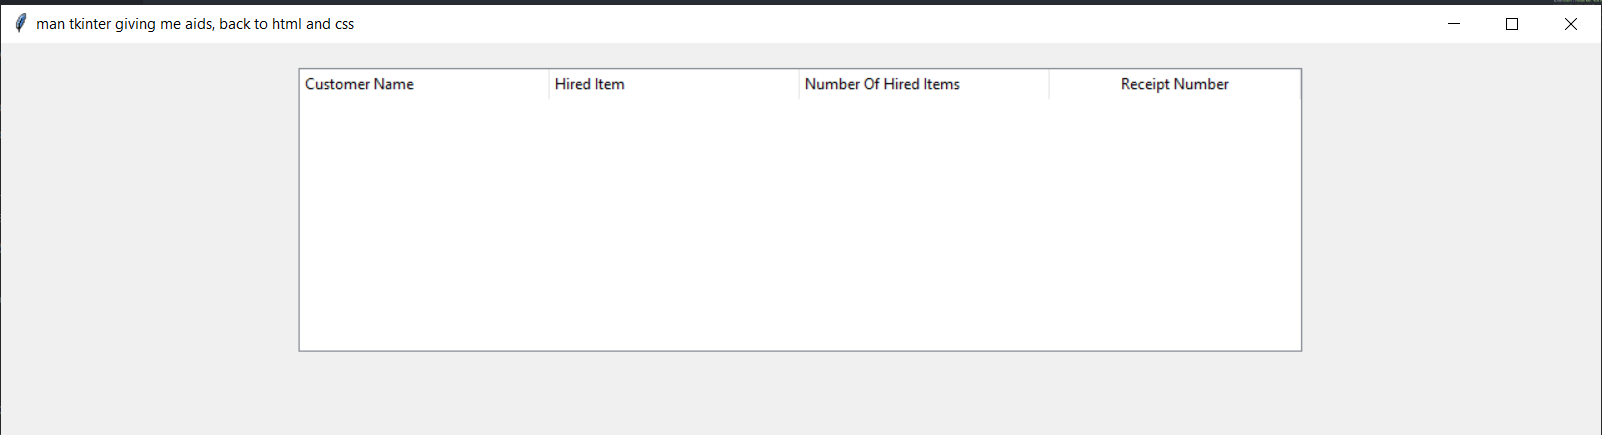 man tkinter giving me aids, back to html and css
Customer Name Hired Item Number Of Hired Items Receipt Number